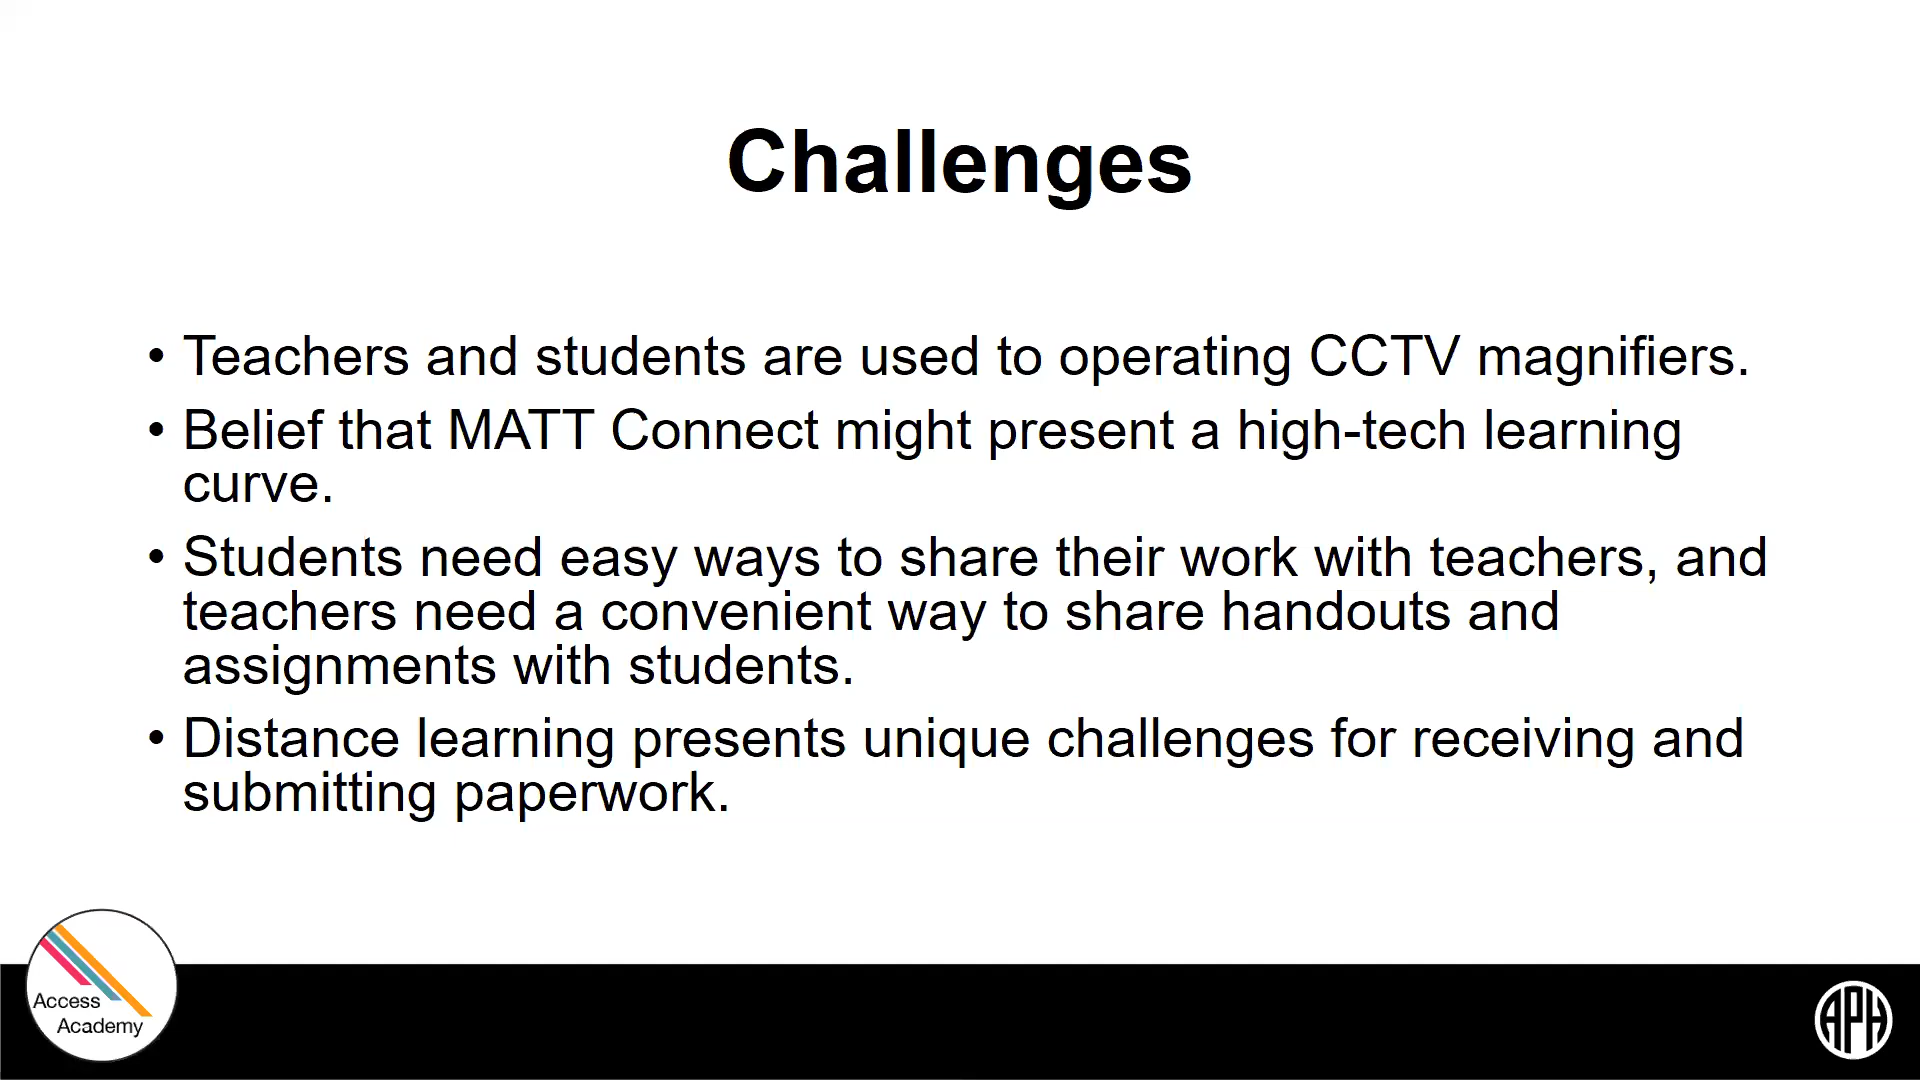 Challenges
• Teachers and students are used to operating CCTV magnifiers.
• Belief that MATT Connect might present a high-tech learning
curve.
• Students need easy ways to share their work with teachers, and
teachers need a convenient way to share handouts and
assignments with students.
• Distance learning presents unique challenges for receiving and
submitting paperwork.
Access
Academy
APH